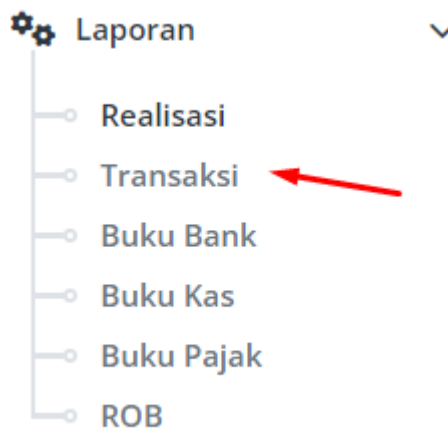 Laporan
Realisasi
Transaksi
Buku Bank
Buku Kas
Buku Pajak
ROB